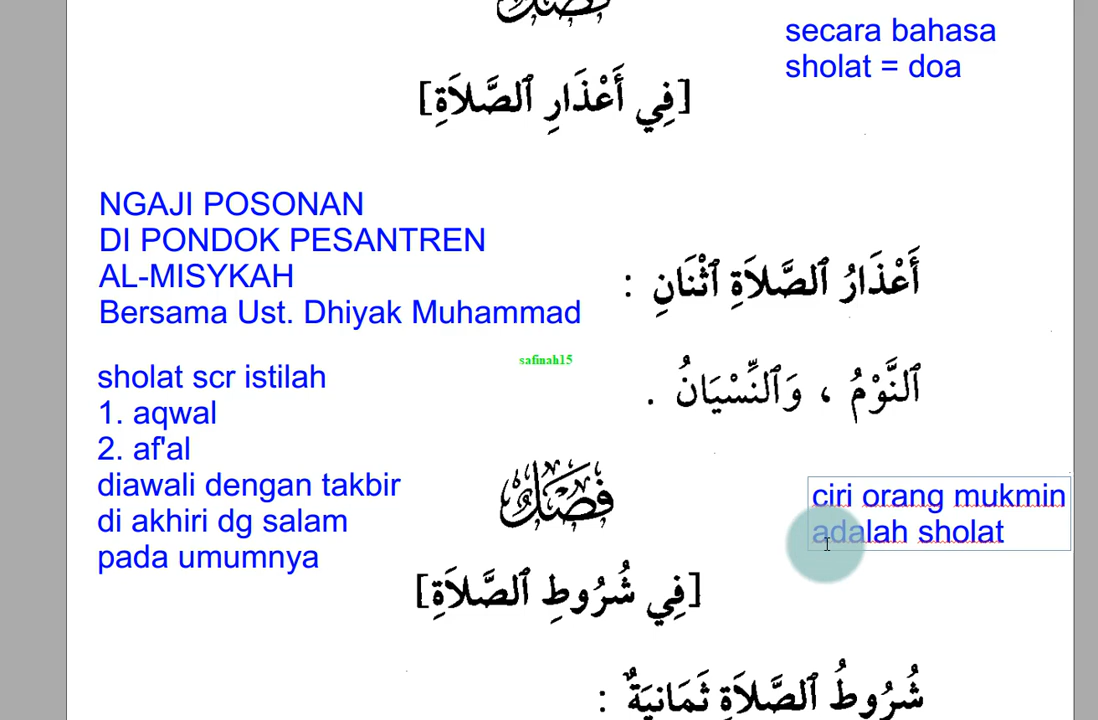 فَصْلٌ
secara bahasa
sholat = doa
[فِي أَعْذَارِ ٱلصَّلَاةِ]
NGAJI POSONAN
DI PONDOK PESANTREN
AL-MISYKAH
Bersama Ust. Dhiyak Muhammad
أَعْذَارُ ٱلصَّلَاةِ ٱثْنَانِ :
safinah15
ٱلنَّوْمُ ، وَٱلنِّسْيَانُ .
sholat scr istilah
1. aqwal
2. af'al
diawali dengan takbir
di akhiri dg salam
pada umumnya
فَصْلٌ
ciri orang mukmin
adalah sholat
[فِي شُرُوطِ ٱلصَّلَاةِ]
شُرُوطُ ٱلصَّلَاةِ ثَمَانِيَةٌ :